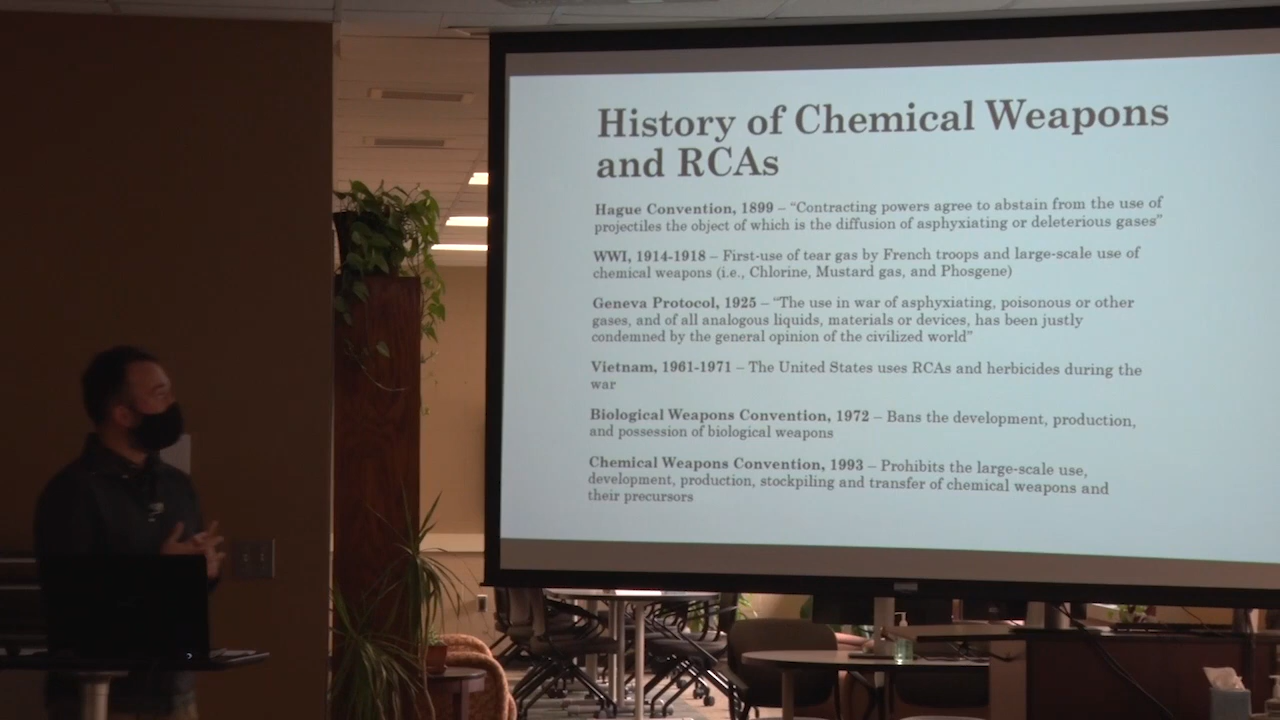 History of Chemical Weapons
and RCAs
Hague Convention, 1899 – “Contracting powers agree to abstain from the use of
projectiles the object of which is the diffusion of asphyxiating or deleterious gases”
WWI, 1914-1918 – First-use of tear gas by French troops and large-scale use of
chemical weapons (i.e., Chlorine, Mustard gas, and Phosgene)
Geneva Protocol, 1925 – “The use in war of asphyxiating, poisonous or other
gases, and of all analogous liquids, materials or devices, has been justly
condemned by the general opinion of the civilized world”
Vietnam, 1961-1971 – The United States uses RCAs and herbicides during the
war
Biological Weapons Convention, 1972 – Bans the development, production,
and possession of biological weapons
Chemical Weapons Convention, 1993 – Prohibits the large-scale use,
development, production, stockpiling and transfer of chemical weapons and
their precursors